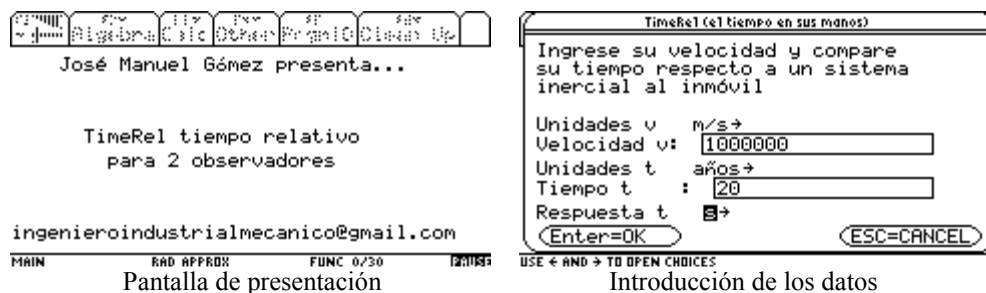 Algebra Calc Other PrgmIO Clean Up
José Manuel Gómez presenta...
TimeRel tiempo relativo
para 2 observadores
ingenieroindustrialmecanico@gmail.com
MAIN RAD APPROX FUNC 0/30 PAUSE
Pantalla de presentación
TimeRel (el tiempo en sus manos)
Ingrese su velocidad y compare
su tiempo respecto a un sistema
inercial al inmóvil
Unidades v m/s→
Velocidad v: 1000000
Unidades t años→
Tiempo t : 20
Respuesta t s→
Enter=OK ESC=CANCEL
USE ← AND → TO OPEN CHOICES
Introducción de los datos